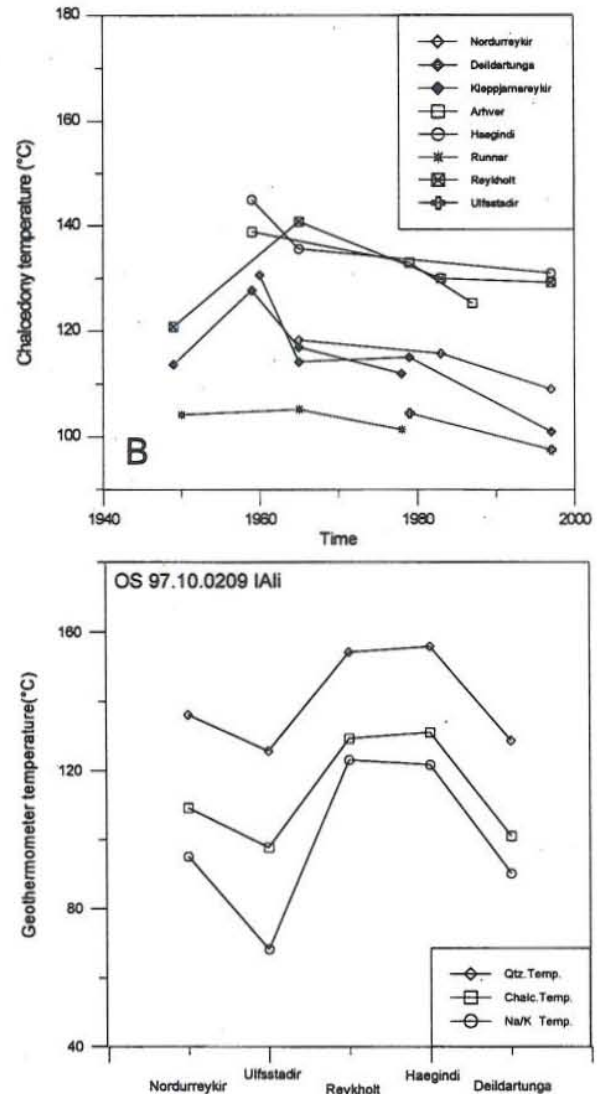 180
160
140
120
100
Chalcedony temperature (°C)
Nordurreykir
Deildartunga
Kleppjarnareykir
Arhver
Haegindi
Runnar
Reykholt
Ulfsstadir
B
1940
1960
1980
2000
Time
OS 97.10.0209 IAli
160
120
80
40
Geothermometer temperature(°C)
Qtz. Temp.
Chalc. Temp.
Na/K Temp.
Nordurreykir
Ulfsstadir
Reykholt
Haegindi
Deildartunga